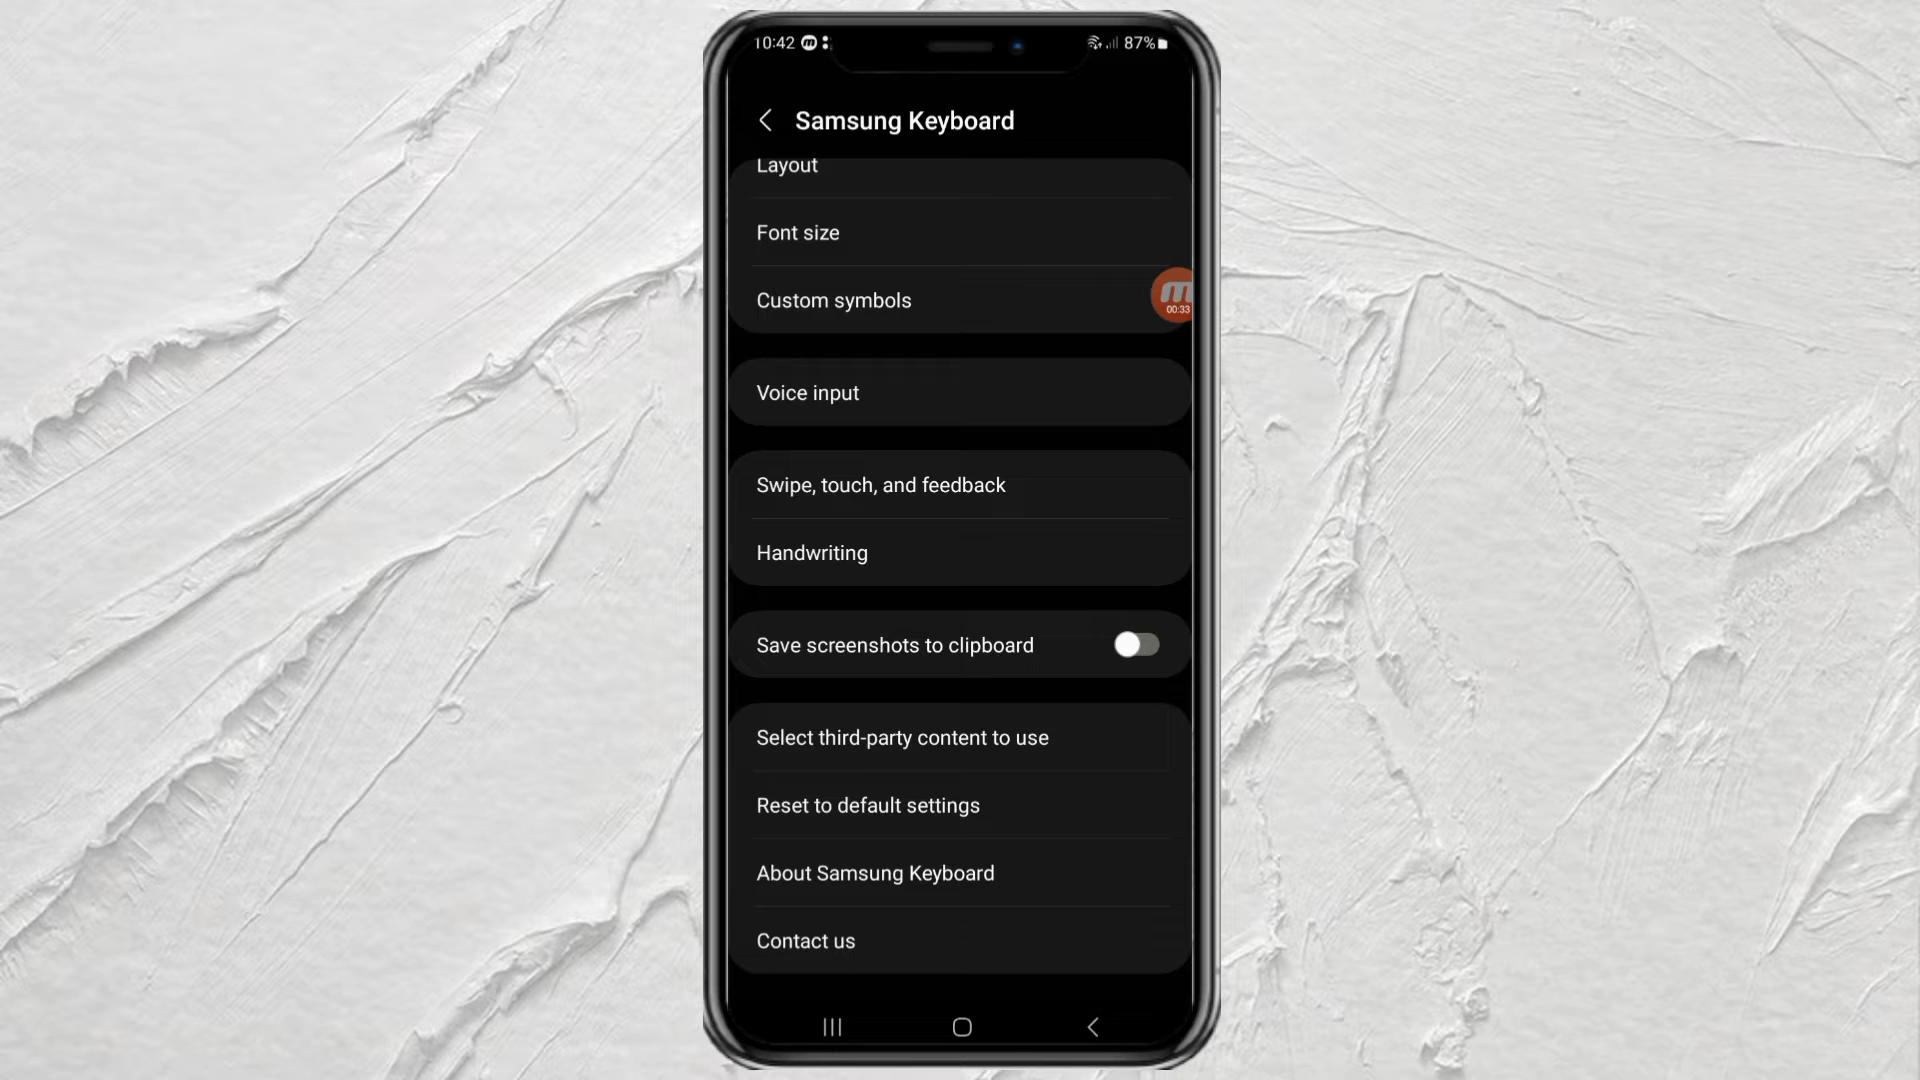 10:42 m 87%
Samsung Keyboard
Layout
Font size
Custom symbols
m
00:33
Voice input
Swipe, touch, and feedback
Handwriting
Save screenshots to clipboard
Select third-party content to use
Reset to default settings
About Samsung Keyboard
Contact us